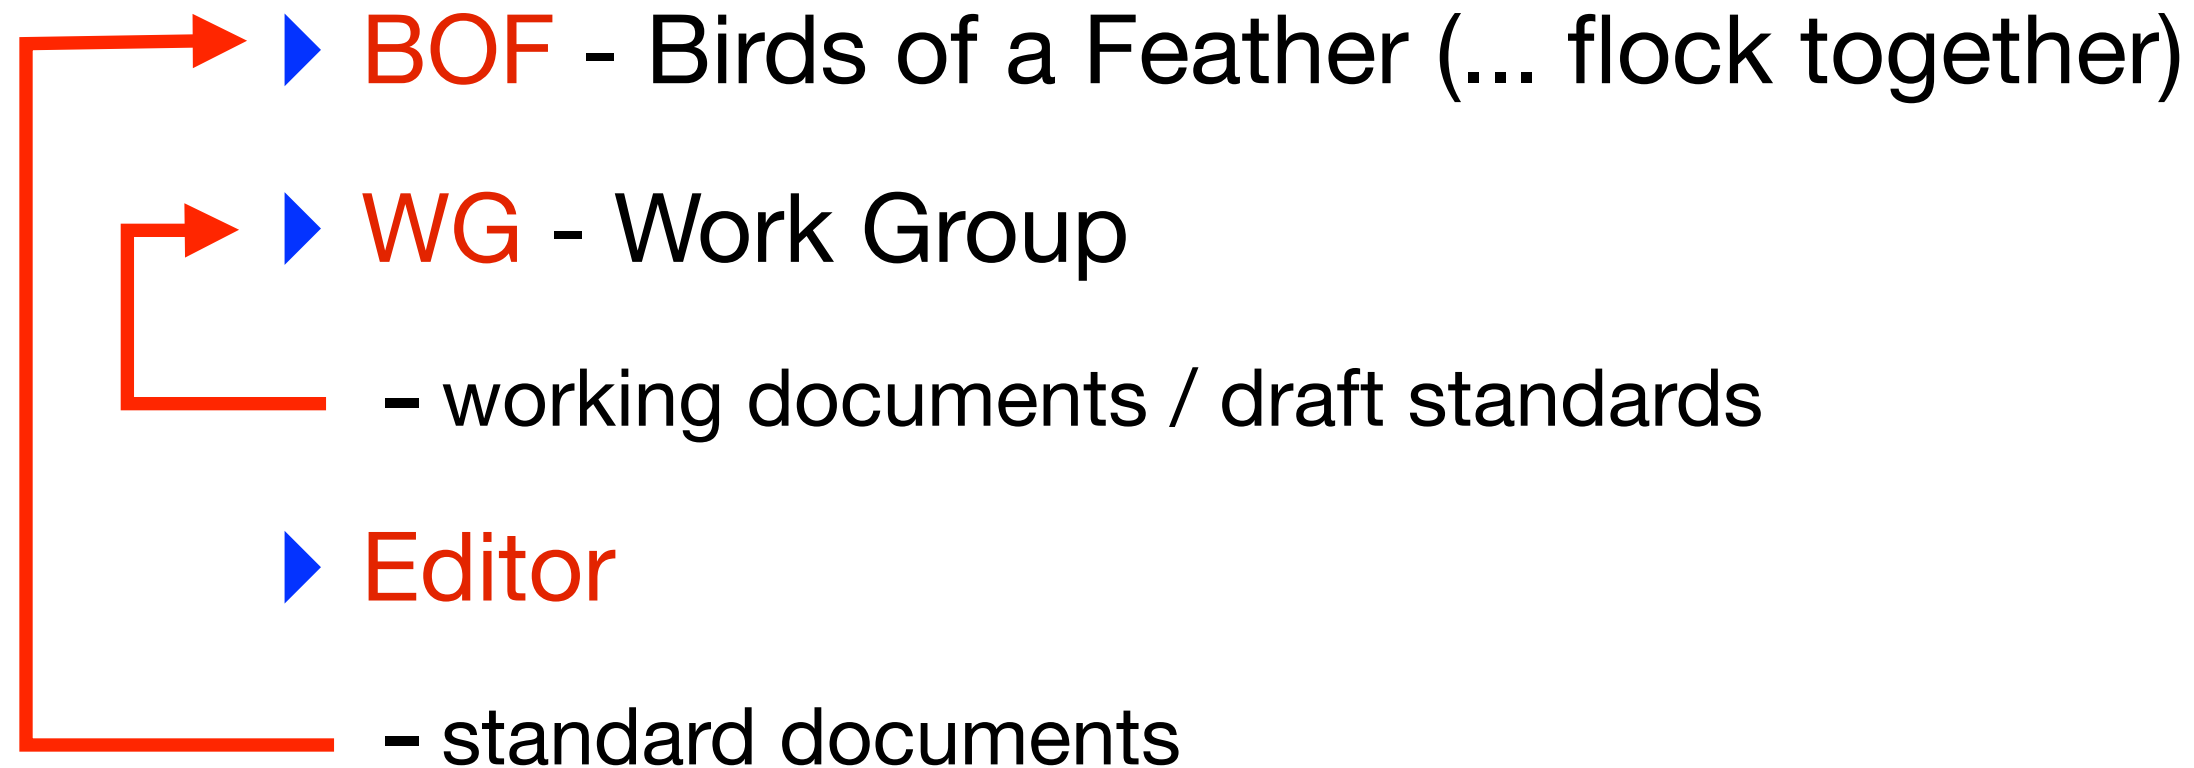 BOF - Birds of a Feather (... flock together)
WG - Work Group
- working documents / draft standards
Editor
- standard documents